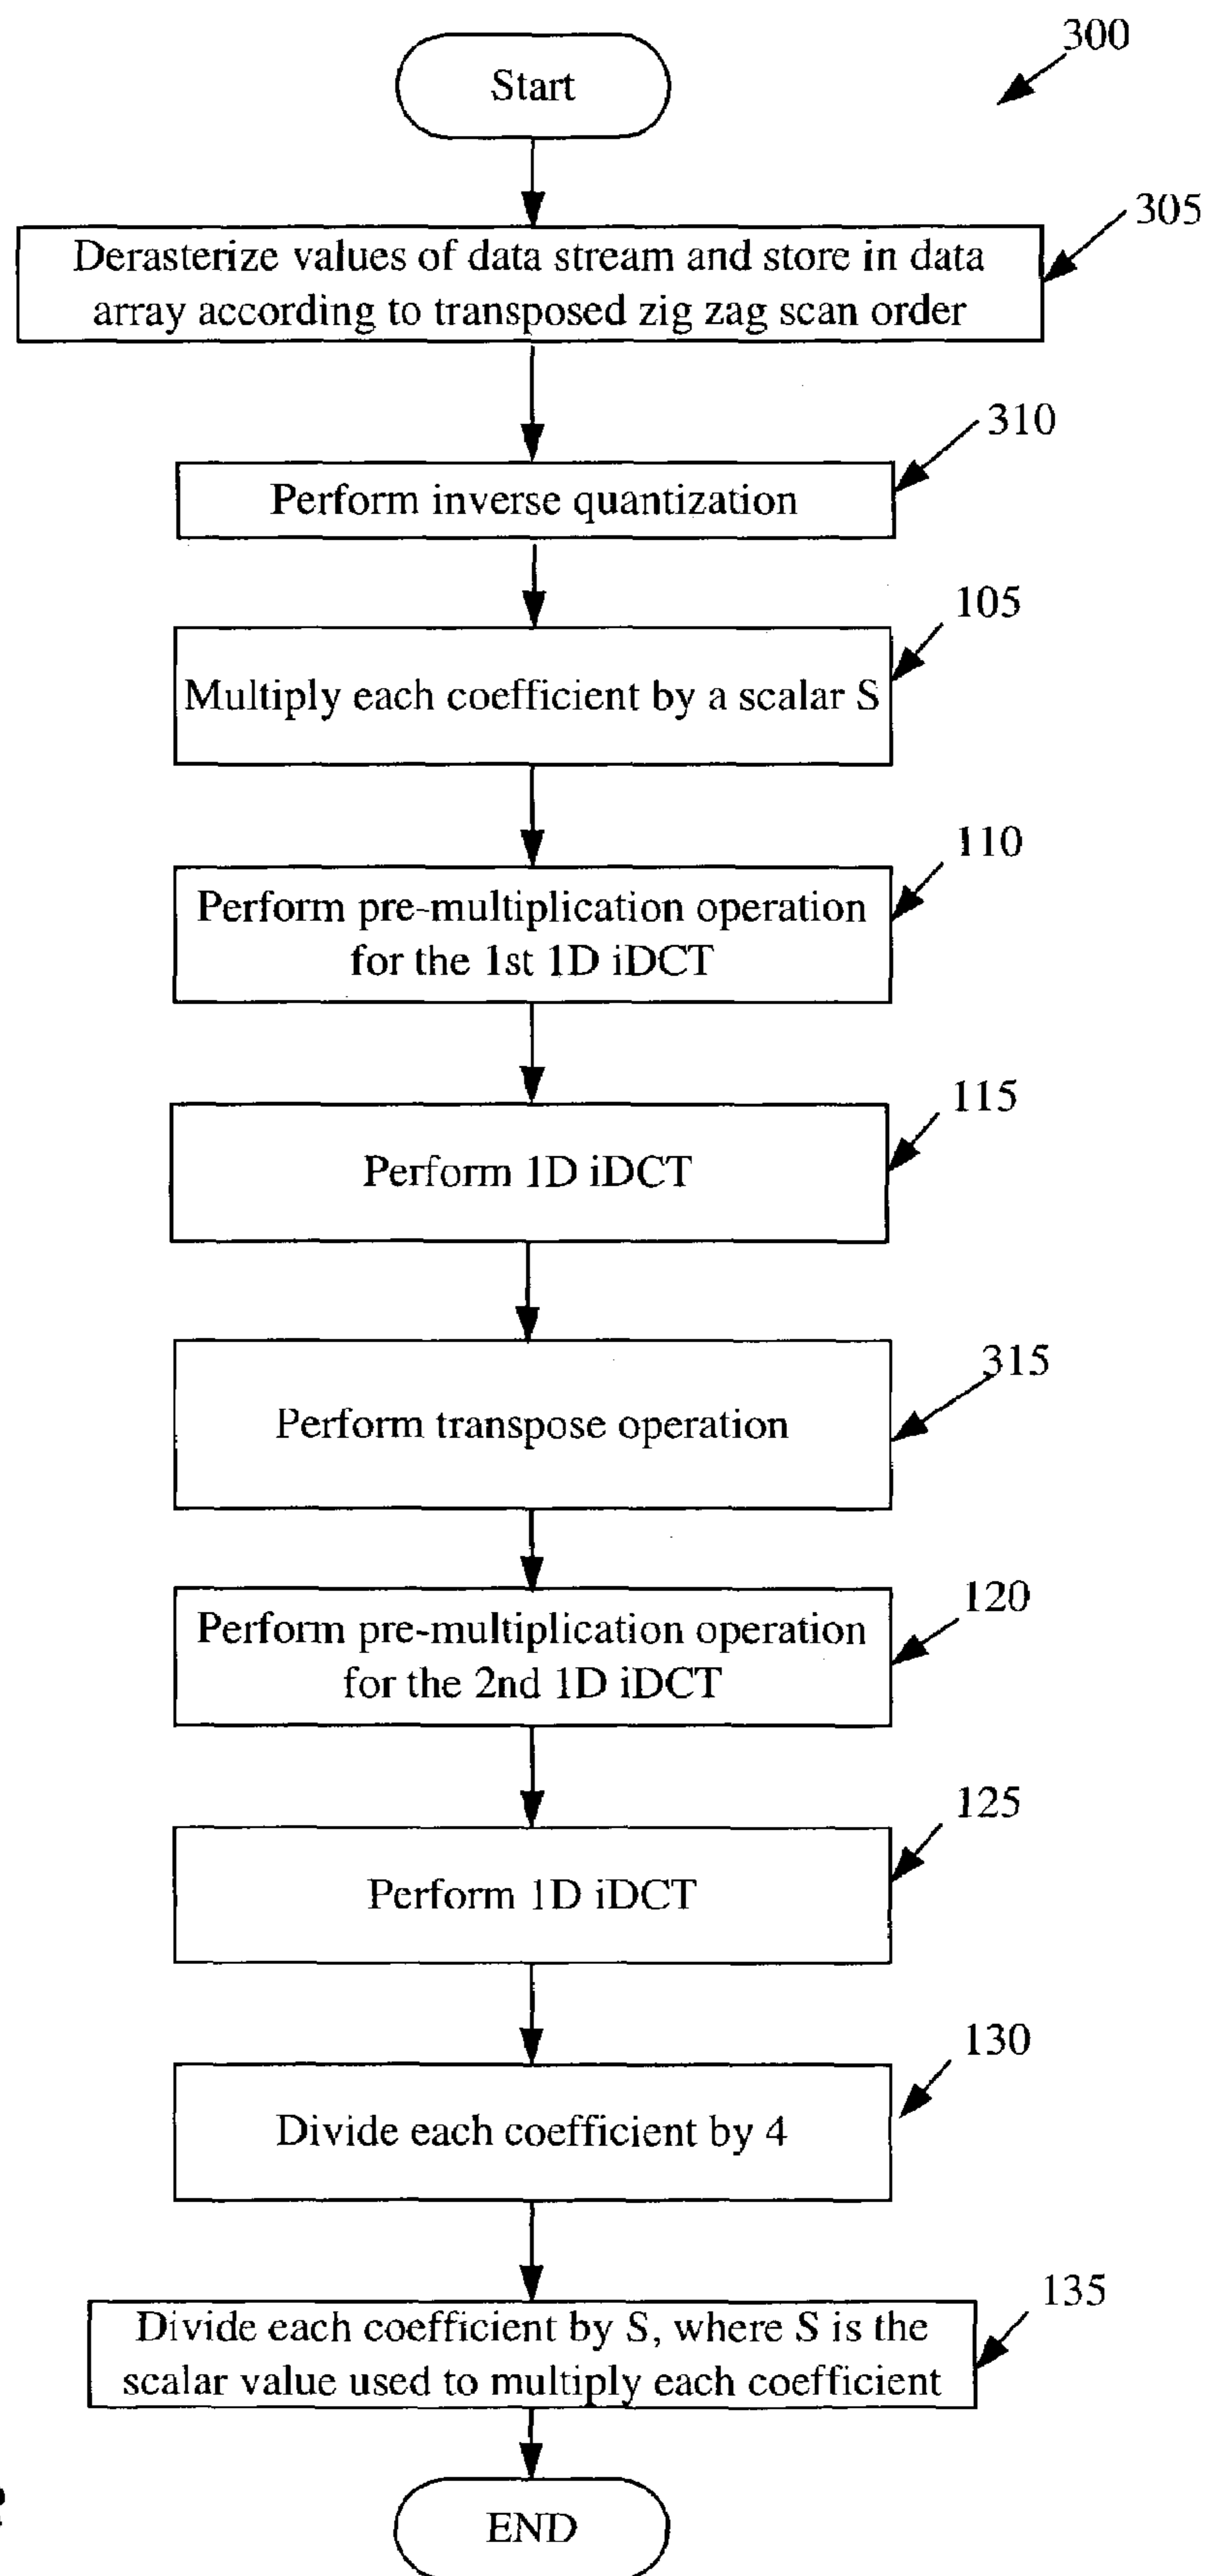 300
Start
305
Derasterize values of data stream and store in data
array according to transposed zig zag scan order
310
Perform inverse quantization
105
Multiply each coefficient by a scalar S
110
Perform pre-multiplication operation
for the 1st 1D iDCT
115
Perform 1D iDCT
315
Perform transpose operation
120
Perform pre-multiplication operation
for the 2nd 1D iDCT
125
Perform 1D iDCT
130
Divide each coefficient by 4
135
Divide each coefficient by S, where S is the
scalar value used to multiply each coefficient
END